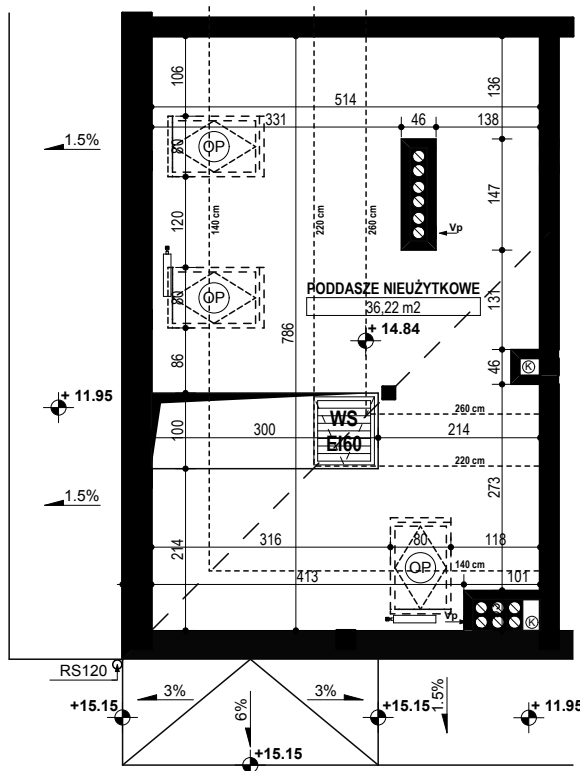 106
136
514
331
46
138
1.5%
80
OP
147
120
140 cm
220 cm
260 cm
Vp
80
OP
PODDASZE NIEUŻYTKOWE
36,22 m2
131
+ 14.84
786
86
46
K
+ 11.95
260 cm
100
300
WS
EI60
214
220 cm
1.5%
273
214
316
80
118
OP
140 cm
413
101
Vp
S
K
RS120
3%
3%
+15.15
+15.15
+ 11.95
6%
1.5%
+15.15